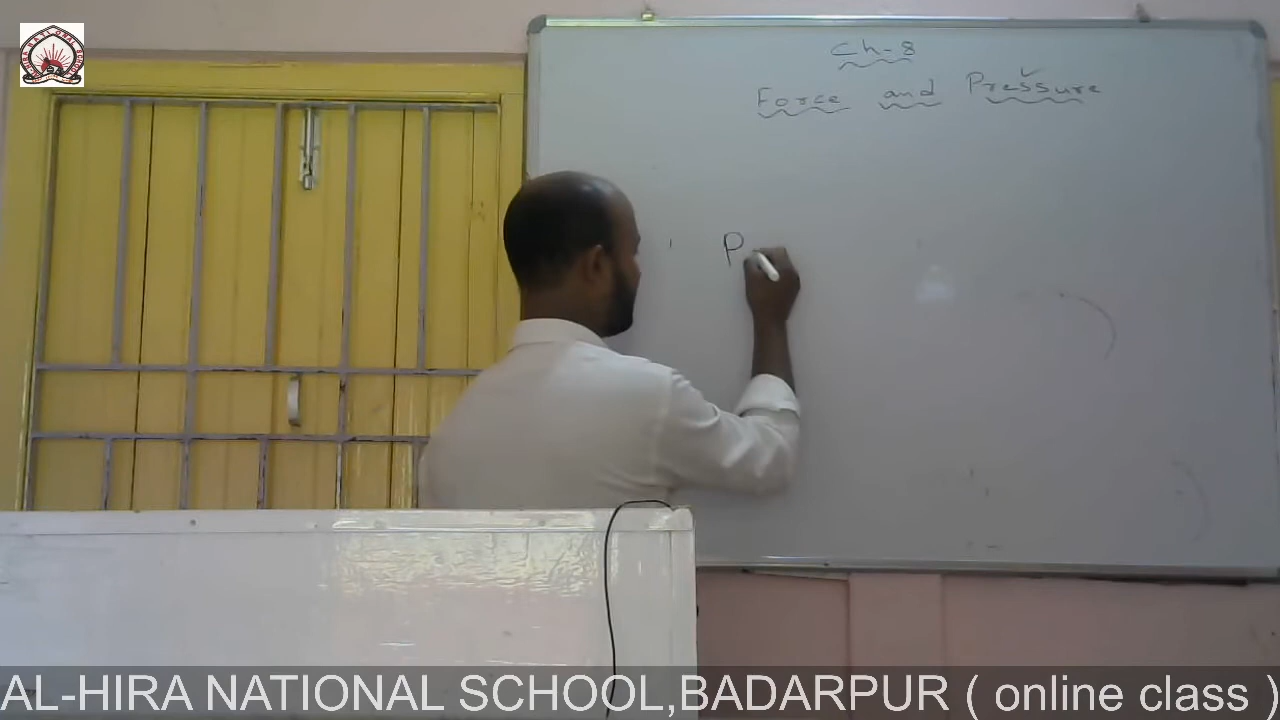 Ch-8
Force and Pressure
P
AL-HIRA NATIONAL SCHOOL,BADARPUR ( online class )